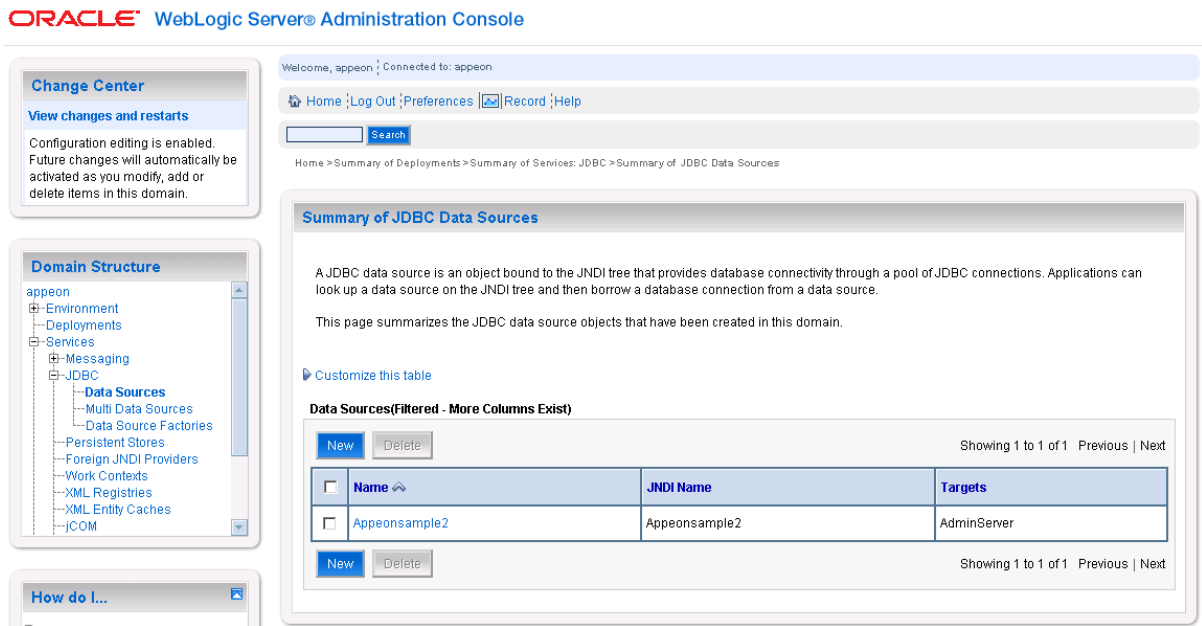 ORACLE® WebLogic Server® Administration Console
Change Center
View changes and restarts
Configuration editing is enabled.
Future changes will automatically be
activated as you modify, add or
delete items in this domain.
Domain Structure
appeon
Environment
Deployments
Services
Messaging
JDBC
Data Sources
Multi Data Sources
Data Source Factories
Persistent Stores
Foreign JNDI Providers
Work Contexts
XML Registries
XML Entity Caches
jCOM
How do I...
Welcome, appeon Connected to: appeon
Home Log Out Preferences Record Help
Search
Home >Summary of Deployments >Summary of Services: JDBC >Summary of JDBC Data Sources
Summary of JDBC Data Sources
A JDBC data source is an object bound to the JNDI tree that provides database connectivity through a pool of JDBC connections. Applications can
look up a data source on the JNDI tree and then borrow a database connection from a data source.
This page summarizes the JDBC data source objects that have been created in this domain.
Customize this table
Data Sources(Filtered - More Columns Exist)
New Delete Showing 1 to 1 of 1 Previous | Next
Name JNDI Name Targets
Appeonsample2 Appeonsample2 AdminServer
New Delete Showing 1 to 1 of 1 Previous | Next